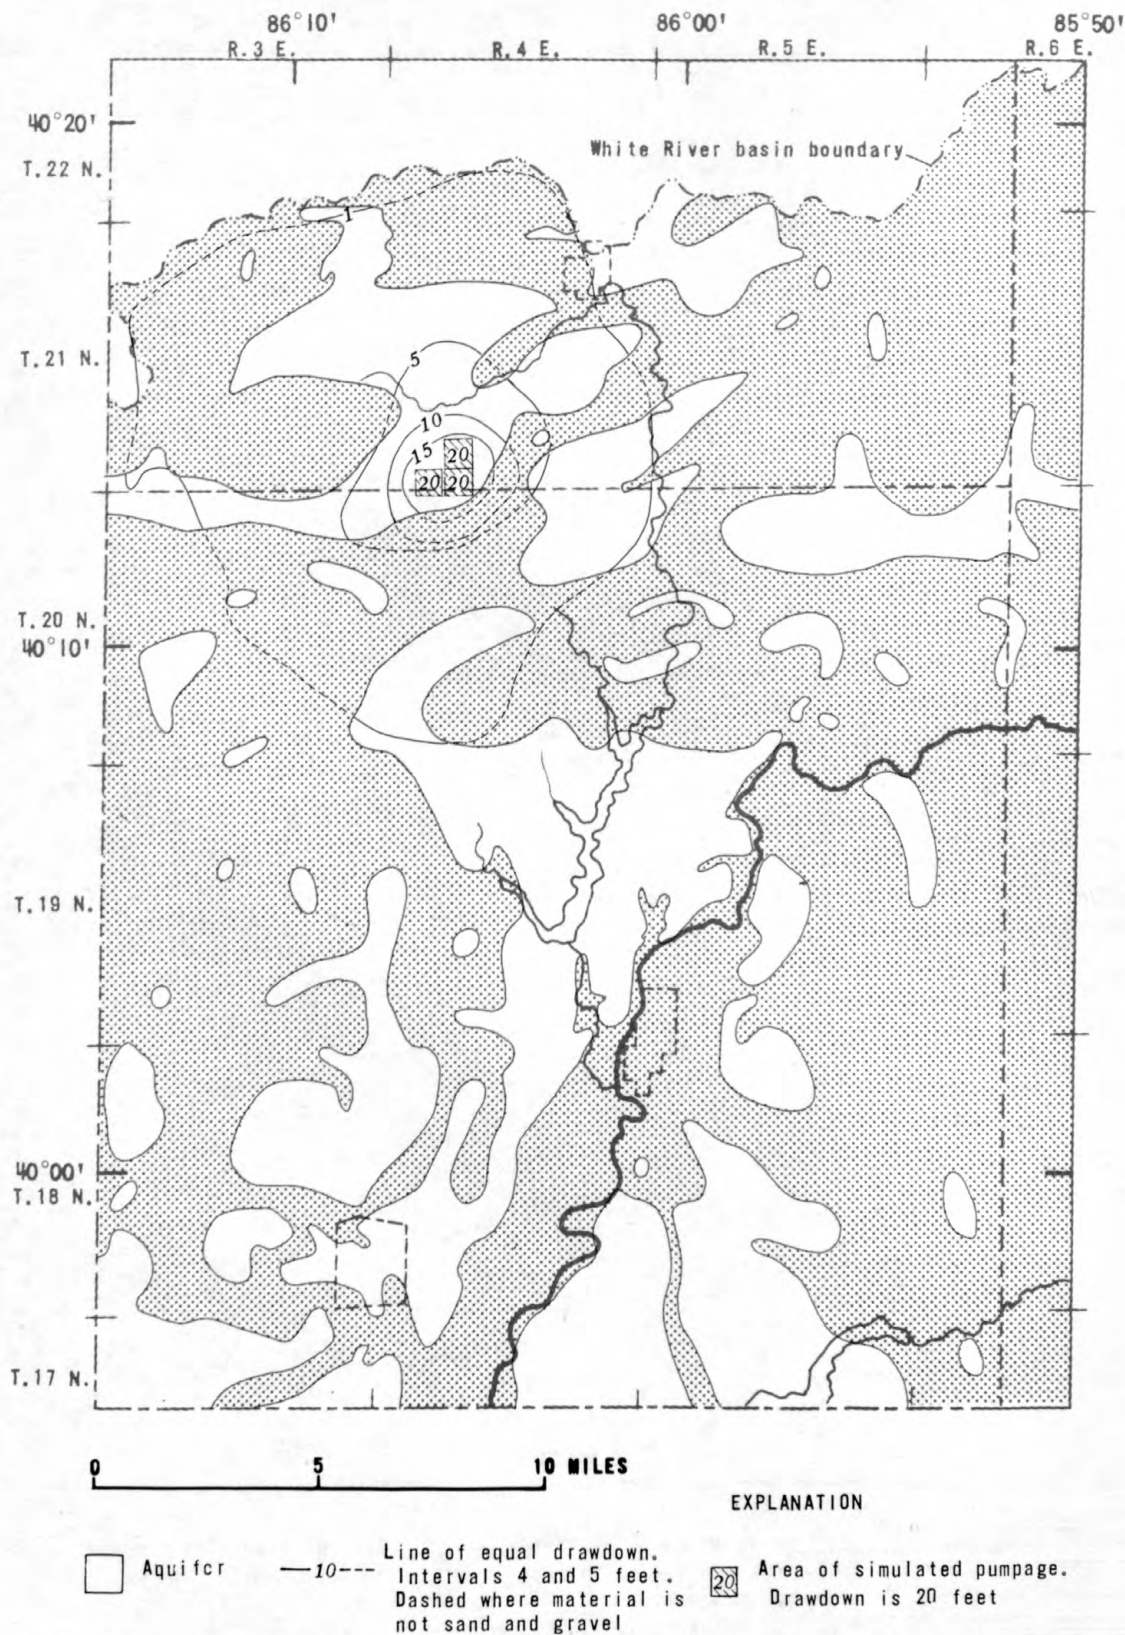 86°10' 86°00' 85°50'
R.3 E. R.4 E. R.5 E. R.6 E.
40°20'
White River basin boundary
T.22 N.
1
T.21 N.
5
10
15 20
20 20
T.20 N.
40°10'
T.19 N.
40°00'
T.18 N.
T.17 N.
0 5 10 MILES
EXPLANATION
Aquifer
10
Line of equal drawdown.
Intervals 4 and 5 feet.
Dashed where material is
not sand and gravel
20
Area of simulated pumpage.
Drawdown is 20 feet